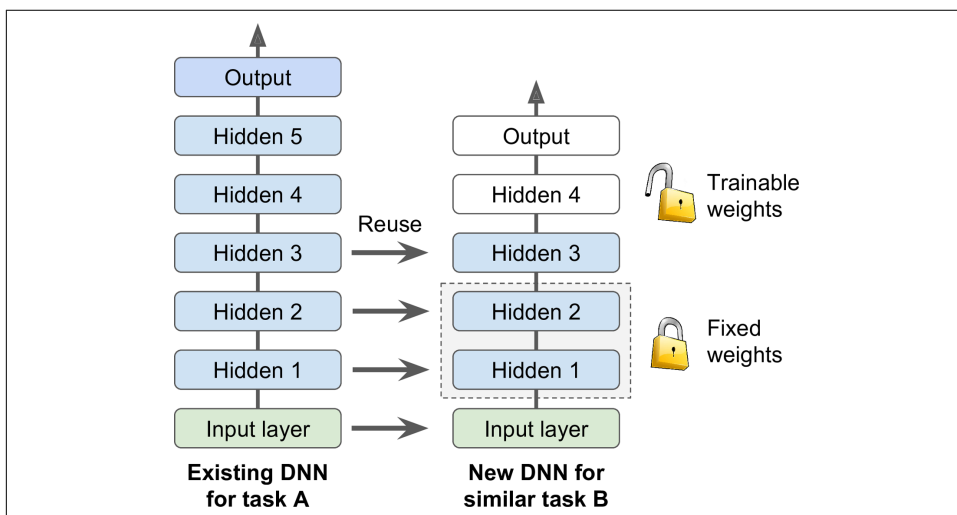 Output
Hidden 5
Hidden 4
Hidden 3
Hidden 2
Hidden 1
Input layer
Existing DNN
for task A
Reuse
Output
Hidden 4
Hidden 3
Hidden 2
Hidden 1
Input layer
New DNN for
similar task B
Trainable
weights
Fixed
weights